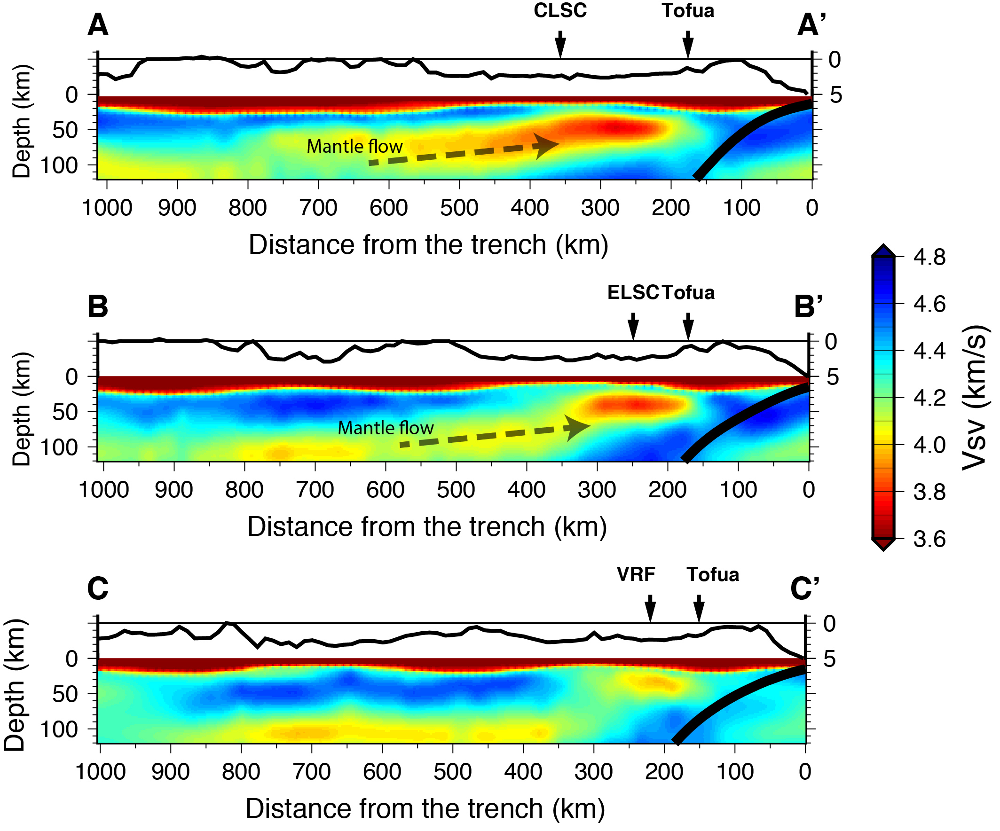 CLSC Tofua
A A’
0
0 5
50
100
Depth (km)
Mantle flow
1000 900 800 700 600 500 400 300 200 100 0
Distance from the trench (km)
ELSC Tofua
B B’
0
0 5
50
100
Depth (km)
Mantle flow
1000 900 800 700 600 500 400 300 200 100 0
Distance from the trench (km)
4.8
4.6
4.4
4.2
4.0
3.8
3.6
Vsv (km/s)
VRF Tofua
C C’
0
0 5
50
100
Depth (km)
1000 900 800 700 600 500 400 300 200 100 0
Distance from the trench (km)